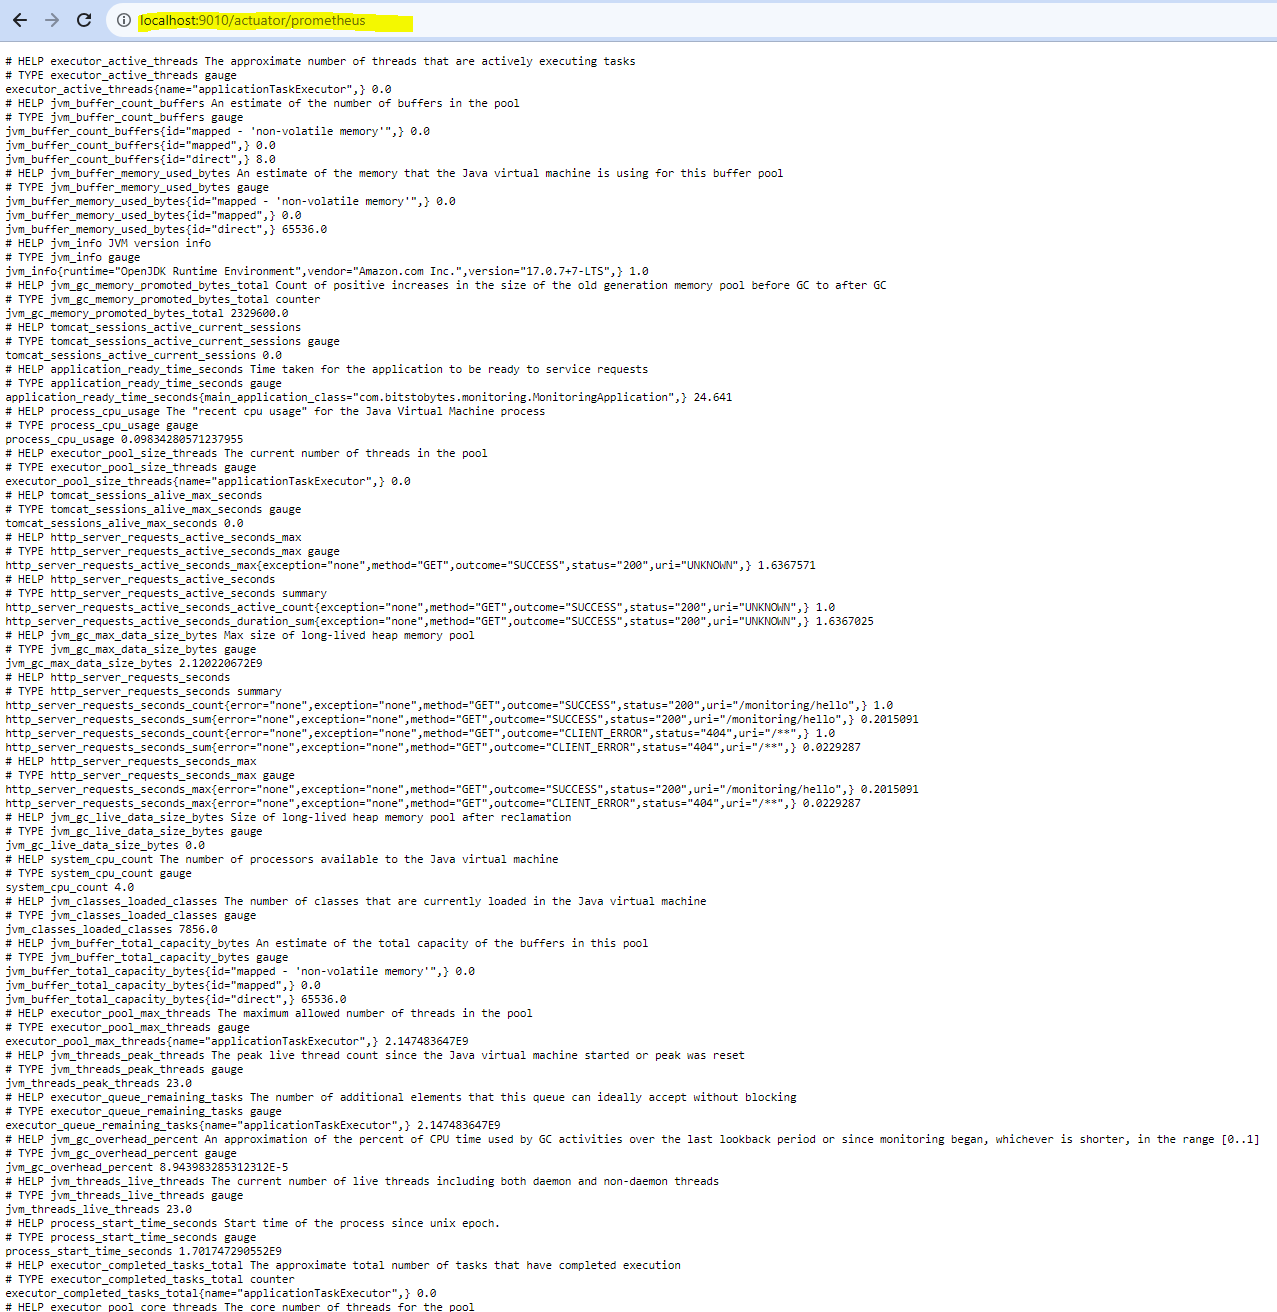 localhost:9010/actuator/prometheus
# HELP executor_active_threads The approximate number of threads that are actively executing tasks
# TYPE executor_active_threads gauge
executor_active_threads{name="applicationTaskExecutor",} 0.0
# HELP jvm_buffer_count_buffers An estimate of the number of buffers in the pool
# TYPE jvm_buffer_count_buffers gauge
jvm_buffer_count_buffers{id="mapped - 'non-volatile memory'",} 0.0
jvm_buffer_count_buffers{id="mapped",} 0.0
jvm_buffer_count_buffers{id="direct",} 8.0
# HELP jvm_buffer_memory_used_bytes An estimate of the memory that the Java virtual machine is using for this buffer pool
# TYPE jvm_buffer_memory_used_bytes gauge
jvm_buffer_memory_used_bytes{id="mapped - 'non-volatile memory'",} 0.0
jvm_buffer_memory_used_bytes{id="mapped",} 0.0
jvm_buffer_memory_used_bytes{id="direct",} 65536.0
# HELP jvm_info JVM version info
# TYPE jvm_info gauge
jvm_info{runtime="OpenJDK Runtime Environment",vendor="Amazon.com Inc.",version="17.0.7+7-LTS",} 1.0
# HELP jvm_gc_memory_promoted_bytes_total Count of positive increases in the size of the old generation memory pool before GC to after GC
# TYPE jvm_gc_memory_promoted_bytes_total counter
jvm_gc_memory_promoted_bytes_total 2329600.0
# HELP tomcat_sessions_active_current_sessions
# TYPE tomcat_sessions_active_current_sessions gauge
tomcat_sessions_active_current_sessions 0.0
# HELP application_ready_time_seconds Time taken for the application to be ready to service requests
# TYPE application_ready_time_seconds gauge
application_ready_time_seconds{main_application_class="com.bitstobytes.monitoring.MonitoringApplication",} 24.641
# HELP process_cpu_usage The "recent cpu usage" for the Java Virtual Machine process
# TYPE process_cpu_usage gauge
process_cpu_usage 0.09834280571237955
# HELP executor_pool_size_threads The current number of threads in the pool
# TYPE executor_pool_size_threads gauge
executor_pool_size_threads{name="applicationTaskExecutor",} 0.0
# HELP tomcat_sessions_alive_max_seconds
# TYPE tomcat_sessions_alive_max_seconds gauge
tomcat_sessions_alive_max_seconds 0.0
# HELP http_server_requests_active_seconds_max
# TYPE http_server_requests_active_seconds_max gauge
http_server_requests_active_seconds_max{exception="none",method="GET",outcome="SUCCESS",status="200",uri="UNKNOWN",} 1.6367571
# HELP http_server_requests_active_seconds
# TYPE http_server_requests_active_seconds summary
http_server_requests_active_seconds_active_count{exception="none",method="GET",outcome="SUCCESS",status="200",uri="UNKNOWN",} 1.0
http_server_requests_active_seconds_duration_sum{exception="none",method="GET",outcome="SUCCESS",status="200",uri="UNKNOWN",} 1.6367025
# HELP jvm_gc_max_data_size_bytes Max size of long-lived heap memory pool
# TYPE jvm_gc_max_data_size_bytes gauge
jvm_gc_max_data_size_bytes 2.120220672E9
# HELP http_server_requests_seconds
# TYPE http_server_requests_seconds summary
http_server_requests_seconds_count{error="none",exception="none",method="GET",outcome="SUCCESS",status="200",uri="/monitoring/hello",} 1.0
http_server_requests_seconds_sum{error="none",exception="none",method="GET",outcome="SUCCESS",status="200",uri="/monitoring/hello",} 0.2015091
http_server_requests_seconds_count{error="none",exception="none",method="GET",outcome="CLIENT_ERROR",status="404",uri="/**",} 1.0
http_server_requests_seconds_sum{error="none",exception="none",method="GET",outcome="CLIENT_ERROR",status="404",uri="/**",} 0.0229287
# HELP http_server_requests_seconds_max
# TYPE http_server_requests_seconds_max gauge
http_server_requests_seconds_max{error="none",exception="none",method="GET",outcome="SUCCESS",status="200",uri="/monitoring/hello",} 0.2015091
http_server_requests_seconds_max{error="none",exception="none",method="GET",outcome="CLIENT_ERROR",status="404",uri="/**",} 0.0229287
# HELP jvm_gc_live_data_size_bytes Size of long-lived heap memory pool after reclamation
# TYPE jvm_gc_live_data_size_bytes gauge
jvm_gc_live_data_size_bytes 0.0
# HELP system_cpu_count The number of processors available to the Java virtual machine
# TYPE system_cpu_count gauge
system_cpu_count 4.0
# HELP jvm_classes_loaded_classes The number of classes that are currently loaded in the Java virtual machine
# TYPE jvm_classes_loaded_classes gauge
jvm_classes_loaded_classes 7856.0
# HELP jvm_buffer_total_capacity_bytes An estimate of the total capacity of the buffers in this pool
# TYPE jvm_buffer_total_capacity_bytes gauge
jvm_buffer_total_capacity_bytes{id="mapped - 'non-volatile memory'",} 0.0
jvm_buffer_total_capacity_bytes{id="mapped",} 0.0
jvm_buffer_total_capacity_bytes{id="direct",} 65536.0
# HELP executor_pool_max_threads The maximum allowed number of threads in the pool
# TYPE executor_pool_max_threads gauge
executor_pool_max_threads{name="applicationTaskExecutor",} 2.147483647E9
# HELP jvm_threads_peak_threads The peak live thread count since the Java virtual machine started or peak was reset
# TYPE jvm_threads_peak_threads gauge
jvm_threads_peak_threads 23.0
# HELP executor_queue_remaining_tasks The number of additional elements that this queue can ideally accept without blocking
# TYPE executor_queue_remaining_tasks gauge
executor_queue_remaining_tasks{name="applicationTaskExecutor",} 2.147483647E9
# HELP jvm_gc_overhead_percent An approximation of the percent of CPU time used by GC activities over the last lookback period or since monitoring began, whichever is shorter, in the range [0..1]
# TYPE jvm_gc_overhead_percent gauge
jvm_gc_overhead_percent 8.943983285312312E-5
# HELP jvm_threads_live_threads The current number of live threads including both daemon and non-daemon threads
# TYPE jvm_threads_live_threads gauge
jvm_threads_live_threads 23.0
# HELP process_start_time_seconds Start time of the process since unix epoch.
# TYPE process_start_time_seconds gauge
process_start_time_seconds 1.701747290552E9
# HELP executor_completed_tasks_total The approximate total number of tasks that have completed execution
# TYPE executor_completed_tasks_total counter
executor_completed_tasks_total{name="applicationTaskExecutor",} 0.0
# HELP executor_pool_core_threads The core number of threads for the pool